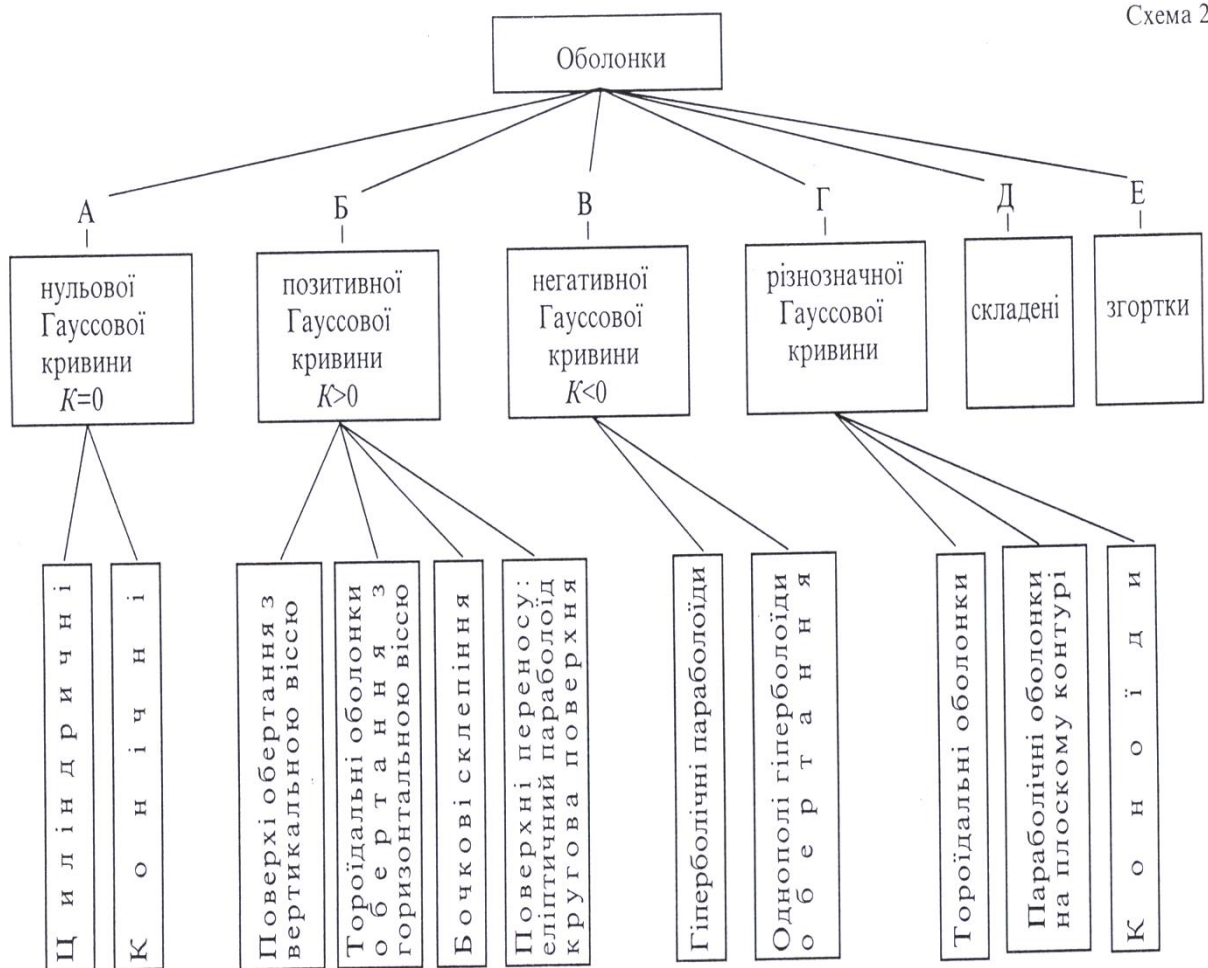 Схема 2
Оболонки
А
Б
В
Г
Д
Е
нульової
Гауссової
кривини
К=0
позитивної
Гауссової
кривини
К>0
негативної
Гауссової
кривини
К<0
різнозначної
Гауссової
кривини
складені
згортки
Циліндричні
Конічні
Поверхі обертання з
вертикальною віссю
Тороїдальні оболонки
обертання з
горизонтальною віссю
Бочкові склепіння
Поверхні переносу:
еліптичний параболоїд
кругова поверхня
Гіперболічні параболоїди
Однополі гіперболоїди
обертання
Тороїдальні оболонки
Параболічні оболонки
на плоскому контурі
Коноїди